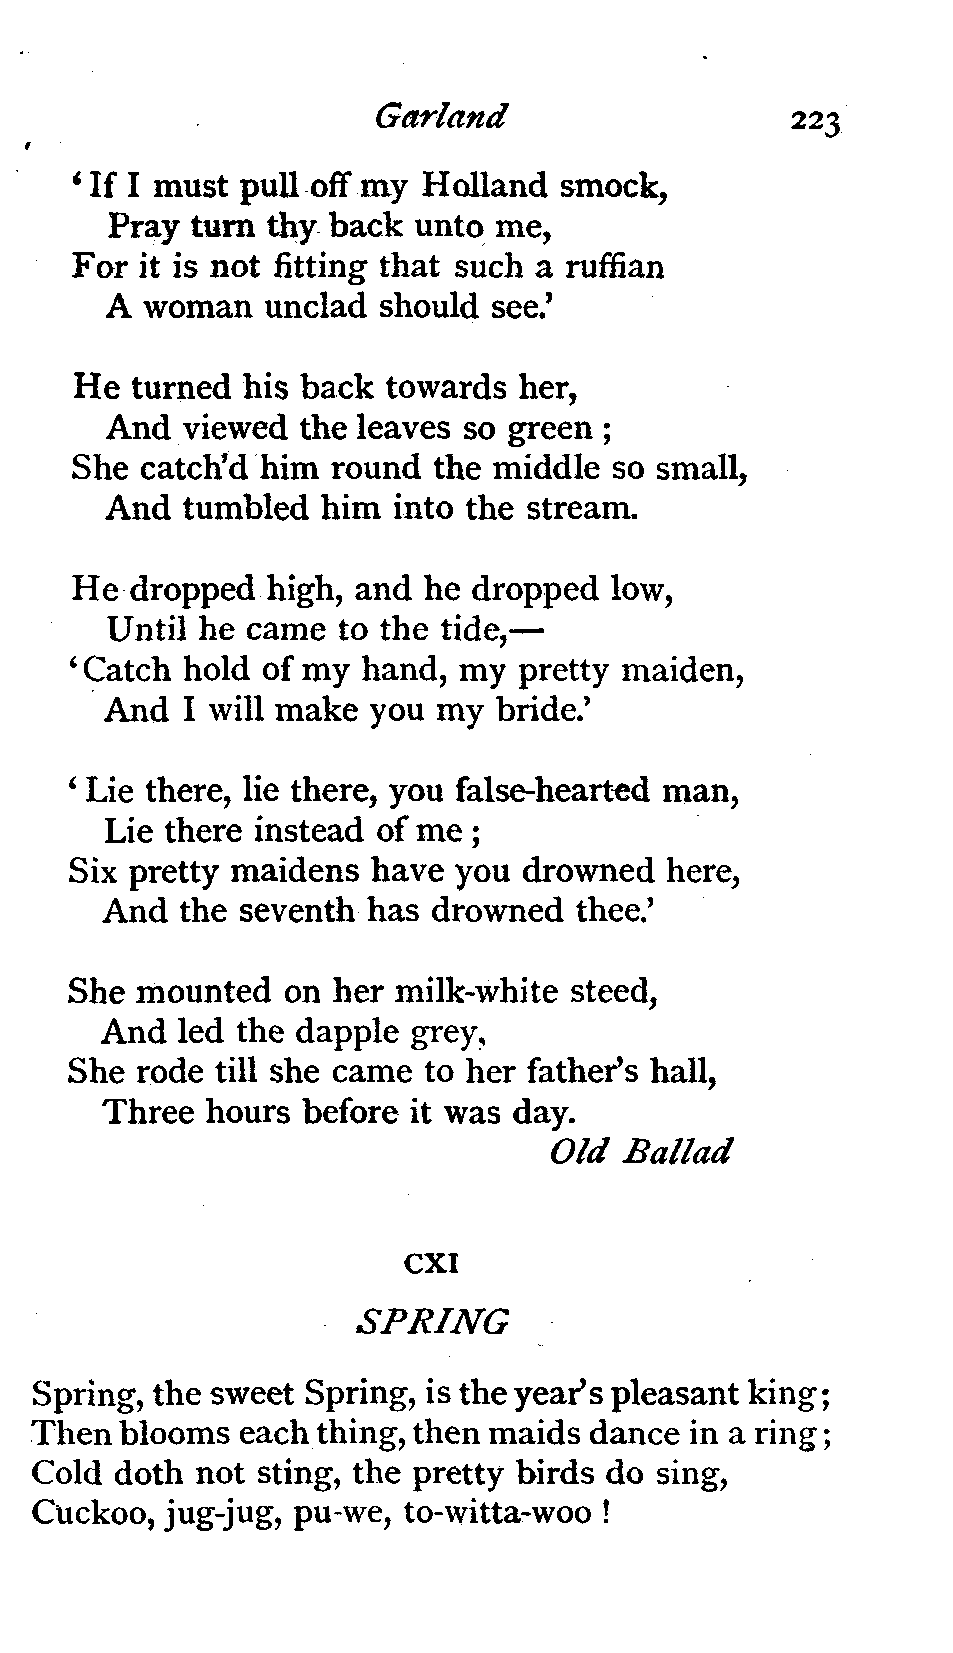 Garland 223
‘If I must pull off my Holland smock,
Pray turn thy back unto me,
For it is not fitting that such a ruffian
A woman unclad should see.’
He turned his back towards her,
And viewed the leaves so green ;
She catch'd him round the middle so small,
And tumbled him into the stream.
He dropped high, and he dropped low,
Until he came to the tide,—
‘Catch hold of my hand, my pretty maiden,
And I will make you my bride.’
‘Lie there, lie there, you false-hearted man,
Lie there instead of me ;
Six pretty maidens have you drowned here,
And the seventh has drowned thee.’
She mounted on her milk-white steed,
And led the dapple grey,
She rode till she came to her father's hall,
Three hours before it was day.
Old Ballad
CXI
SPRING
Spring, the sweet Spring, is the year's pleasant king;
Then blooms each thing, then maids dance in a ring;
Cold doth not sting, the pretty birds do sing,
Cuckoo, jug-jug, pu-we, to-witta-woo !